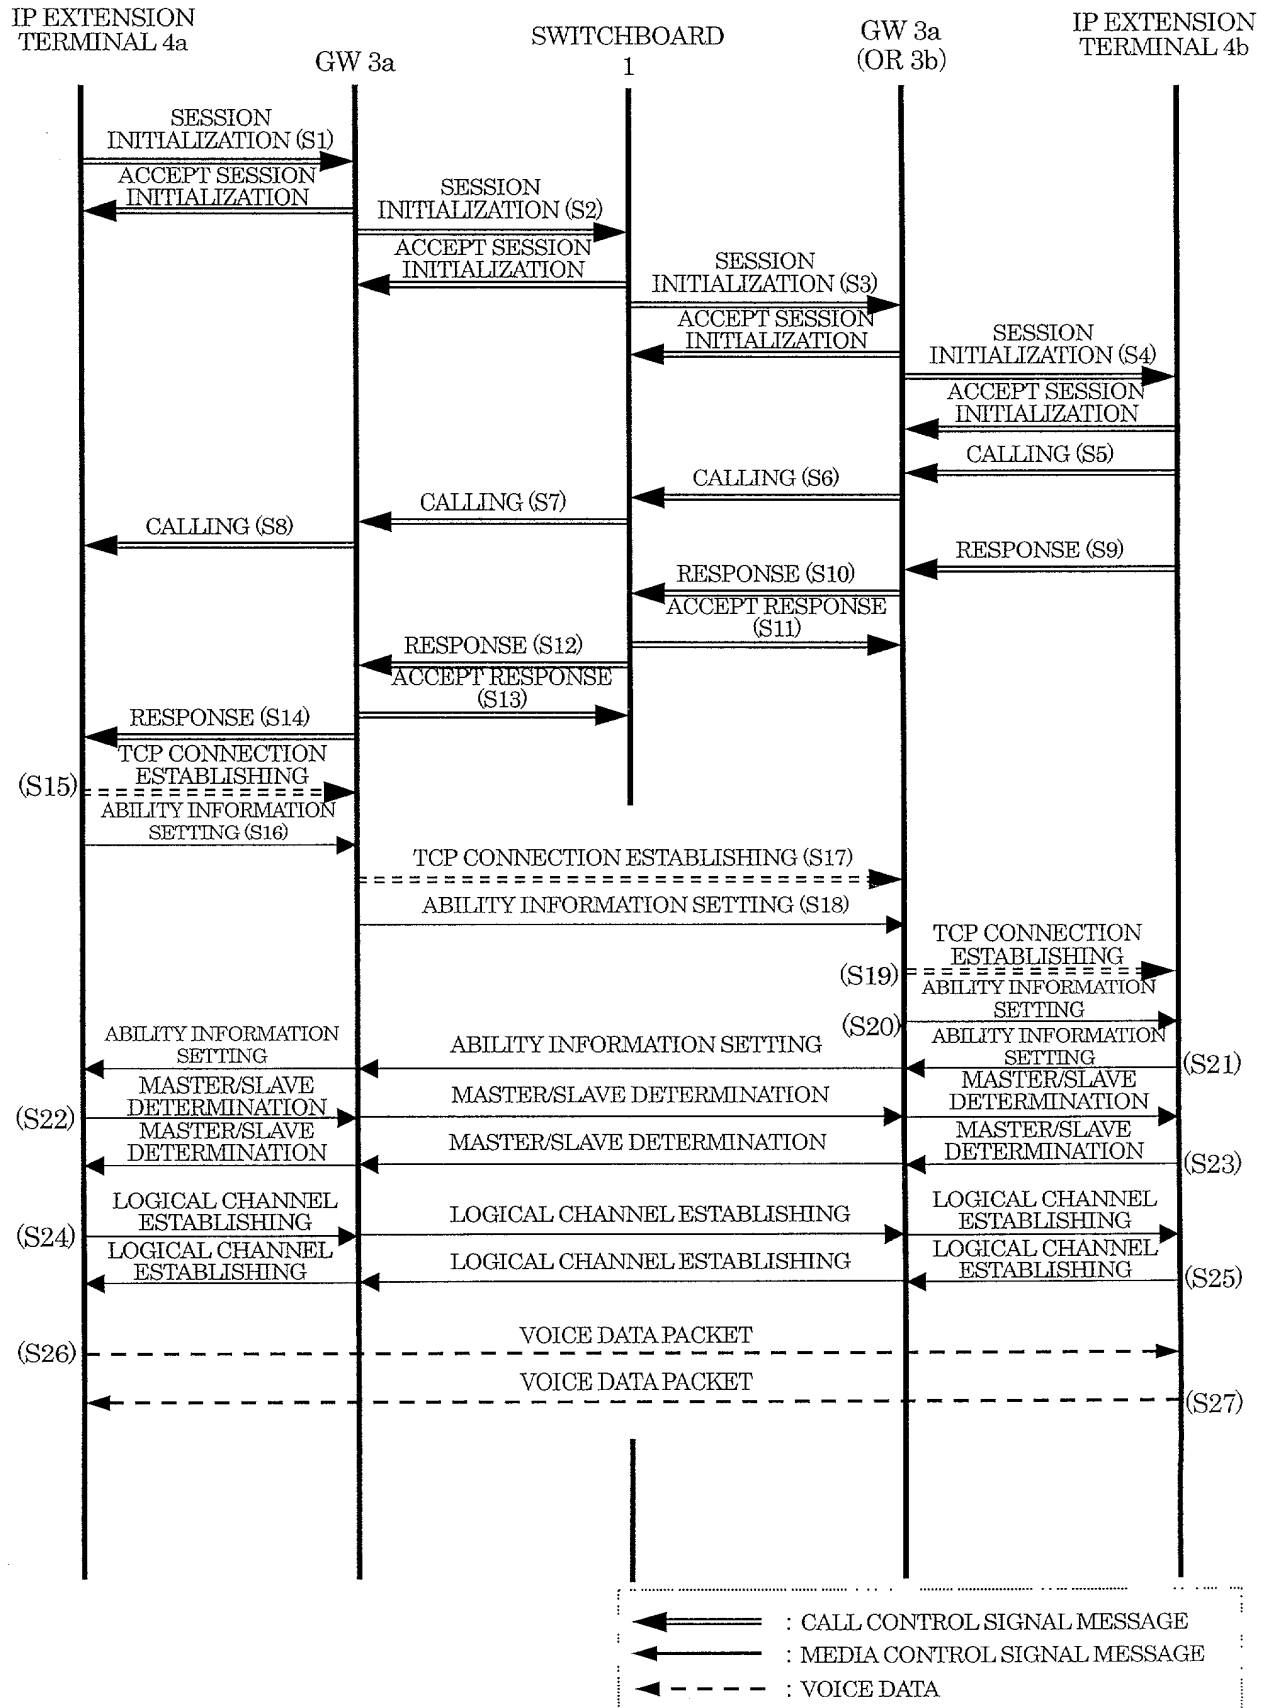 IP EXTENSION
TERMINAL 4a
GW 3a
SWITCHBOARD
1
GW 3a
(OR 3b)
IP EXTENSION
TERMINAL 4b
SESSION
INITIALIZATION (S1)
ACCEPT SESSION
INITIALIZATION
SESSION
INITIALIZATION (S2)
ACCEPT SESSION
INITIALIZATION
SESSION
INITIALIZATION (S3)
ACCEPT SESSION
INITIALIZATION
SESSION
INITIALIZATION (S4)
ACCEPT SESSION
INITIALIZATION
CALLING (S5)
CALLING (S6)
CALLING (S7)
CALLING (S8)
RESPONSE (S9)
RESPONSE (S10)
ACCEPT RESPONSE
(S11)
RESPONSE (S12)
ACCEPT RESPONSE
(S13)
RESPONSE (S14)
TCP CONNECTION
ESTABLISHING
(S15)
ABILITY INFORMATION
SETTING (S16)
TCP CONNECTION ESTABLISHING (S17)
ABILITY INFORMATION SETTING (S18)
TCP CONNECTION
ESTABLISHING
(S19)
ABILITY INFORMATION
SETTING
(S20)
ABILITY INFORMATION
SETTING
ABILITY INFORMATION SETTING
ABILITY INFORMATION
SETTING
(S21)
MASTER/SLAVE
DETERMINATION
(S22)
MASTER/SLAVE DETERMINATION
MASTER/SLAVE
DETERMINATION
MASTER/SLAVE
DETERMINATION
MASTER/SLAVE DETERMINATION
MASTER/SLAVE
DETERMINATION
(S23)
LOGICAL CHANNEL
ESTABLISHING
(S24)
LOGICAL CHANNEL ESTABLISHING
LOGICAL CHANNEL
ESTABLISHING
LOGICAL CHANNEL
ESTABLISHING
LOGICAL CHANNEL ESTABLISHING
LOGICAL CHANNEL
ESTABLISHING
(S25)
VOICE DATA PACKET
(S26)
VOICE DATA PACKET
(S27)
: CALL CONTROL SIGNAL MESSAGE
: MEDIA CONTROL SIGNAL MESSAGE
: VOICE DATA